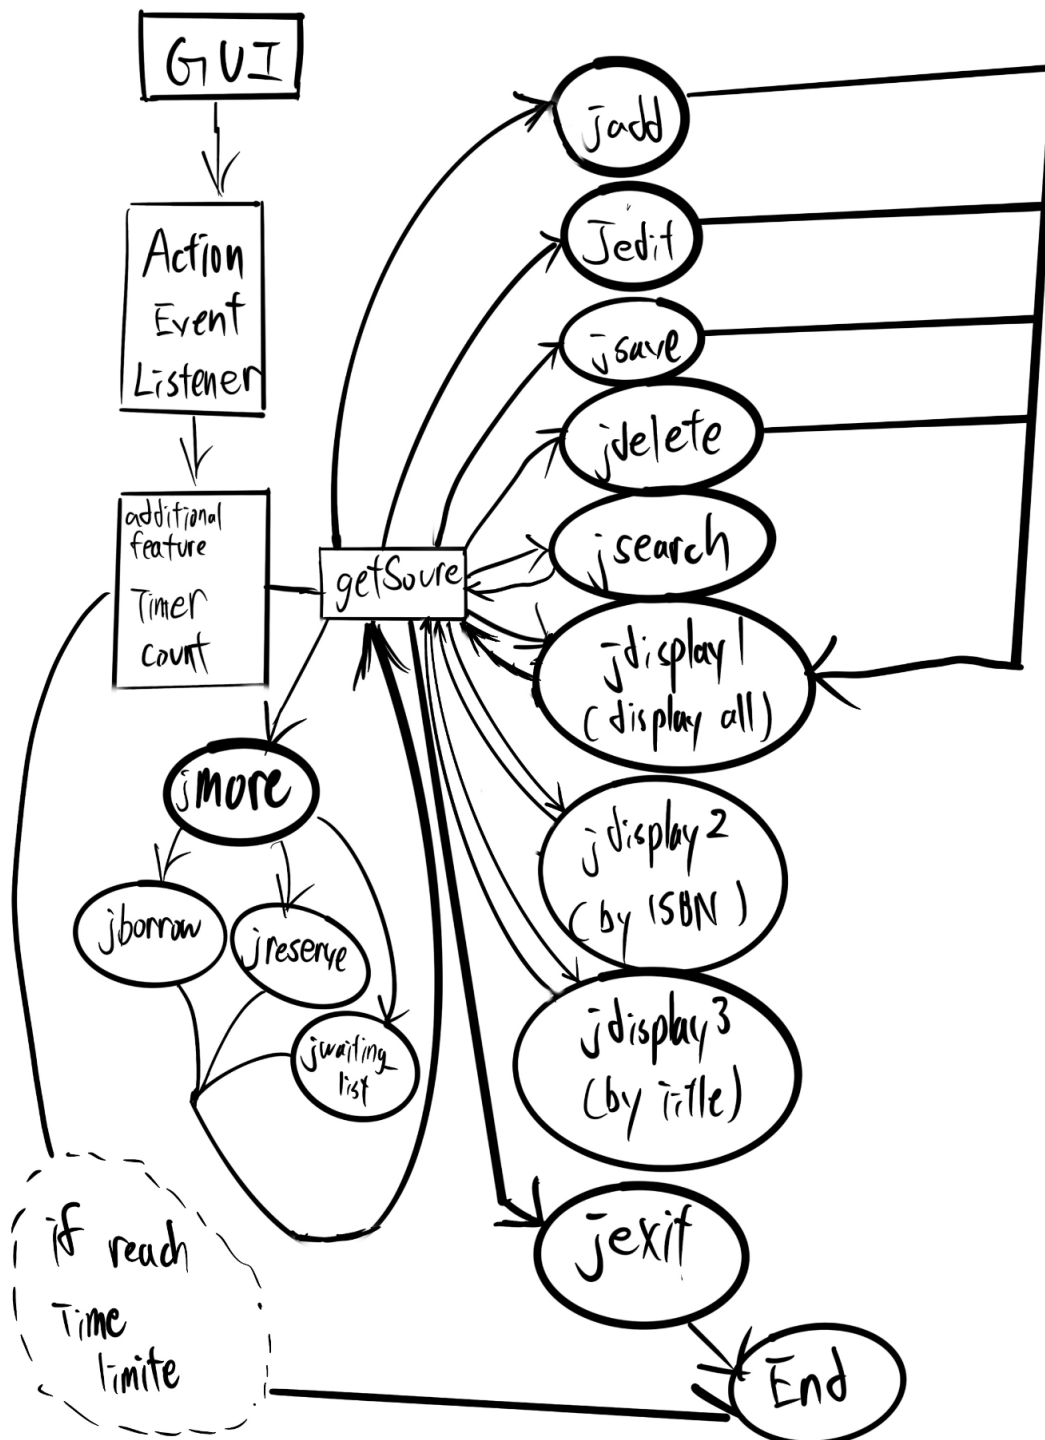 GUI
Action
Event
Listener
additional
feature
Timer
count
getSoure
jadd
Jedit
jsave
jdelete
jsearch
jdisplay1
(display all)
jdisplay2
(by ISBN)
jdisplay3
(by Title)
jmore
jborrow
jreserve
jwaiting_
list
if reach
Time
limite
jexit
End